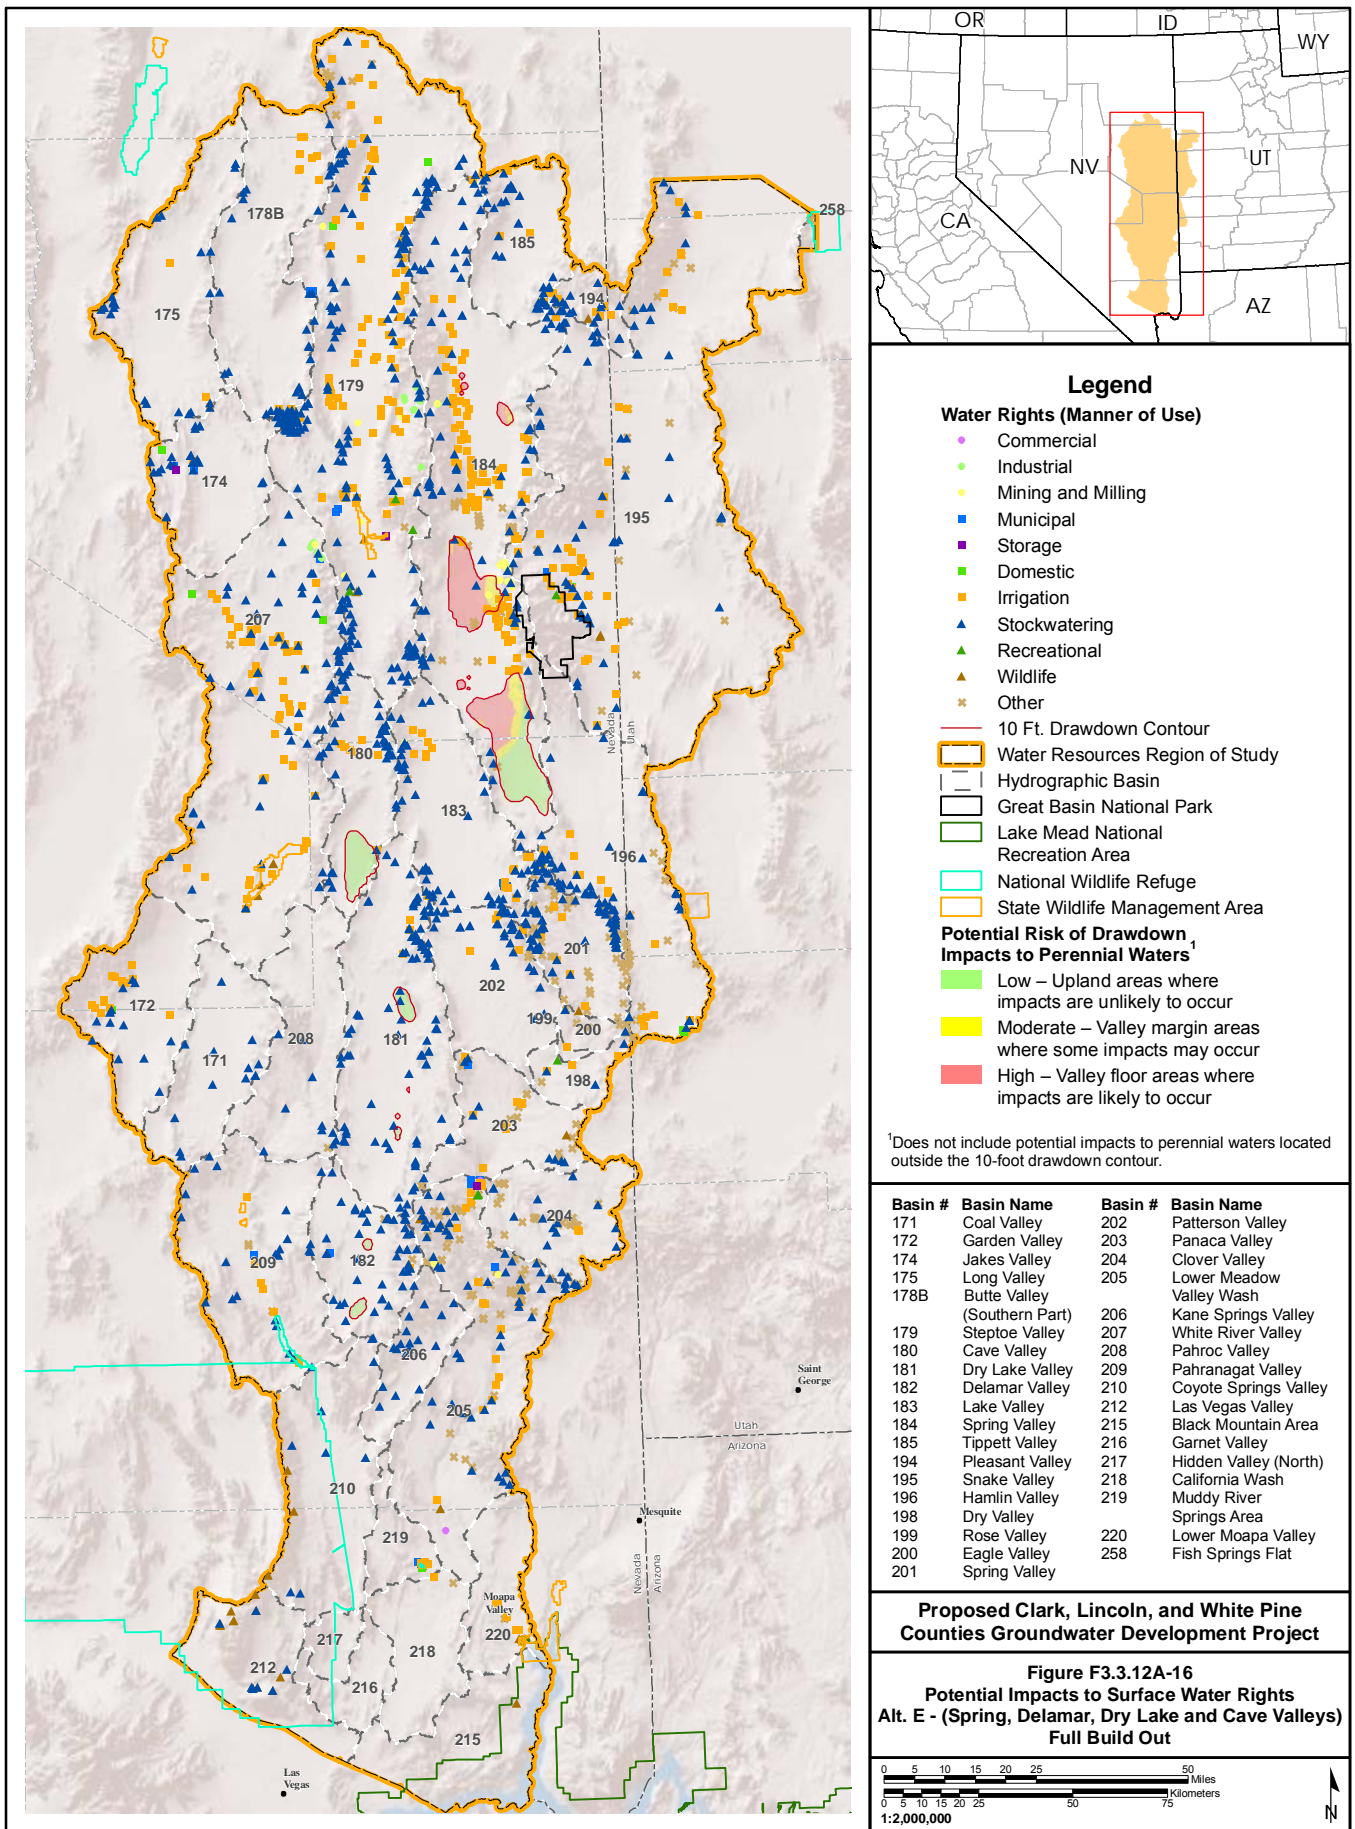 178B
258
185
194
175
179
184
174
195
207
Nevada
Utah
180
183
196
201
202
172
199
200
208
181
171
198
203
204
209
182
206
Saint
George
205
Utah
Arizona
210
Mesquite
219
Nevada
Arizona
Moapa
Valley
220
217
218
212
216
215
Las
Vegas
OR
ID
WY
NV
UT
CA
AZ
Legend
Water Rights (Manner of Use)
Commercial
Industrial
Mining and Milling
Municipal
Storage
Domestic
Irrigation
Stockwatering
Recreational
Wildlife
Other
10 Ft. Drawdown Contour
Water Resources Region of Study
Hydrographic Basin
Great Basin National Park
Lake Mead National
Recreation Area
National Wildlife Refuge
State Wildlife Management Area
Potential Risk of Drawdown
Impacts to Perennial Waters1
Low – Upland areas where
impacts are unlikely to occur
Moderate – Valley margin areas
where some impacts may occur
High – Valley floor areas where
impacts are likely to occur
1Does not include potential impacts to perennial waters located
outside the 10-foot drawdown contour.
Basin # Basin Name Basin # Basin Name
171 Coal Valley 202 Patterson Valley
172 Garden Valley 203 Panaca Valley
174 Jakes Valley 204 Clover Valley
175 Long Valley 205 Lower Meadow
178B Butte Valley Valley Wash
(Southern Part) 206 Kane Springs Valley
179 Steptoe Valley 207 White River Valley
180 Cave Valley 208 Pahroc Valley
181 Dry Lake Valley 209 Pahranagat Valley
182 Delamar Valley 210 Coyote Springs Valley
183 Lake Valley 212 Las Vegas Valley
184 Spring Valley 215 Black Mountain Area
185 Tippett Valley 216 Garnet Valley
194 Pleasant Valley 217 Hidden Valley (North)
195 Snake Valley 218 California Wash
196 Hamlin Valley 219 Muddy River
198 Dry Valley Springs Area
199 Rose Valley 220 Lower Moapa Valley
200 Eagle Valley 258 Fish Springs Flat
201 Spring Valley
Proposed Clark, Lincoln, and White Pine
Counties Groundwater Development Project
Figure F3.3.12A-16
Potential Impacts to Surface Water Rights
Alt. E - (Spring, Delamar, Dry Lake and Cave Valleys)
Full Build Out
0 5 10 15 20 25 50
Miles
Kilometers
0 5 10 15 20 25 50 75
1:2,000,000
N